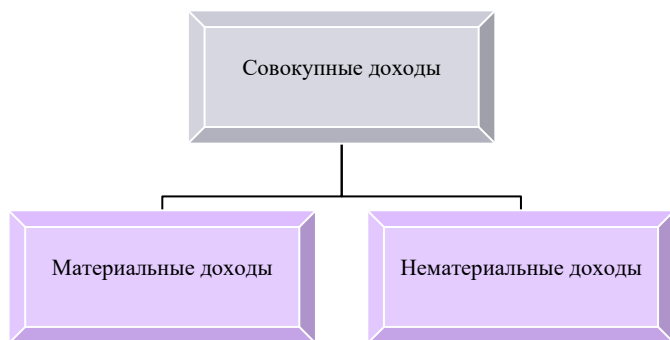 Совокупные доходы
Материальные доходы
Нематериальные доходы